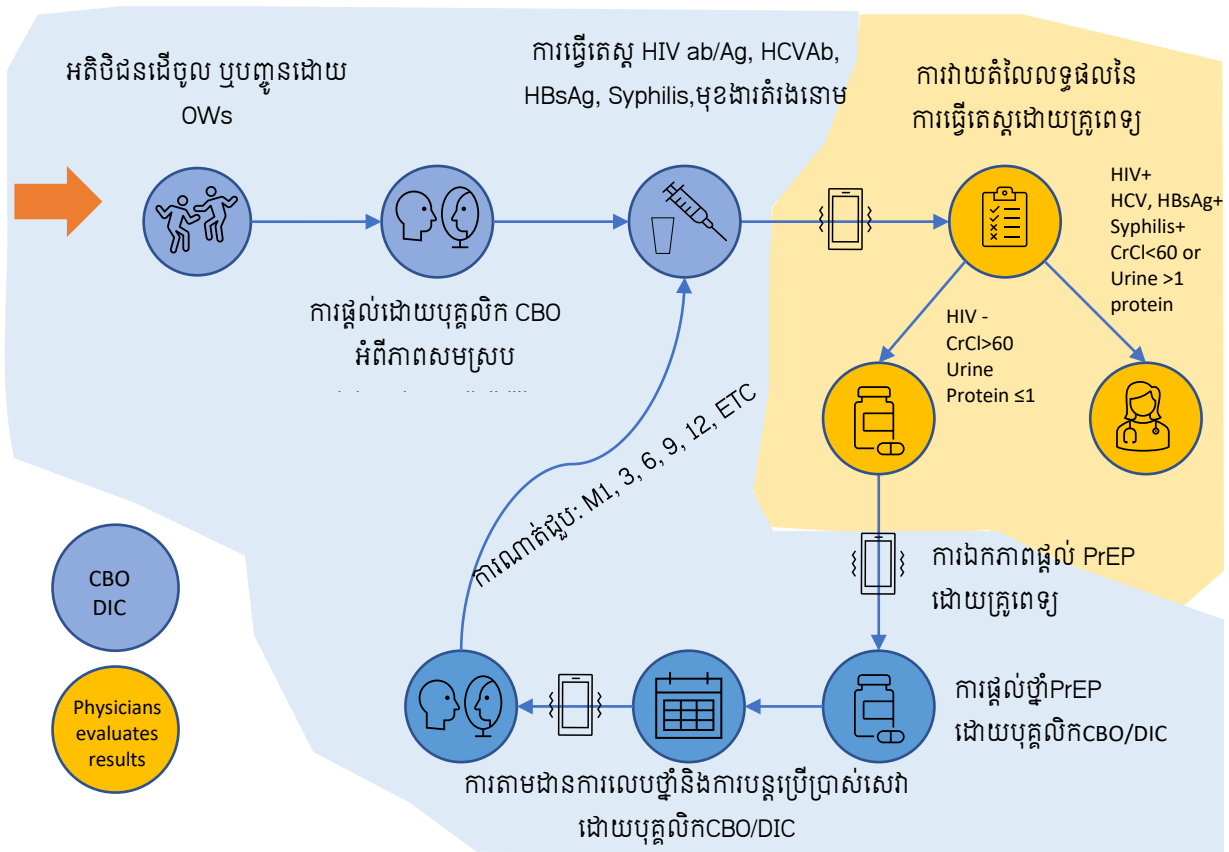 អតិថិជនដើចូល ឬបញ្ចូនដោយ
OWs
ការធ្វើតេស្ត HIV ab/Ag, HCVAb,
HBsAg, Syphilis,មុខងារតំរងនោម
ការវាយតំលៃលទ្ធផលនៃ
ការធ្វើតេស្តដោយគ្រូពេទ្យ
HIV+
HCV, HBsAg+
Syphilis+
CrCl<60 or
Urine >1
protein
ការផ្តល់ដោយបុគ្គលិក CBO
អំពីភាពសមស្រប
HIV -
CrCl>60
Urine
Protein ≤1
ការណាត់ជួប: M1, 3, 6, 9, 12, ETC
CBO
DIC
ការឯកភាពផ្តល់ PrEP
ដោយគ្រូពេទ្យ
Physicians
evaluates
results
ការផ្តល់ថ្នាំPrEP
ដោយបុគ្គលិកCBO/DIC
ការតាមដានការលេបថ្នាំនិងការបន្តប្រើប្រាស់សេវា
ដោយបុគ្គលិកCBO/DIC